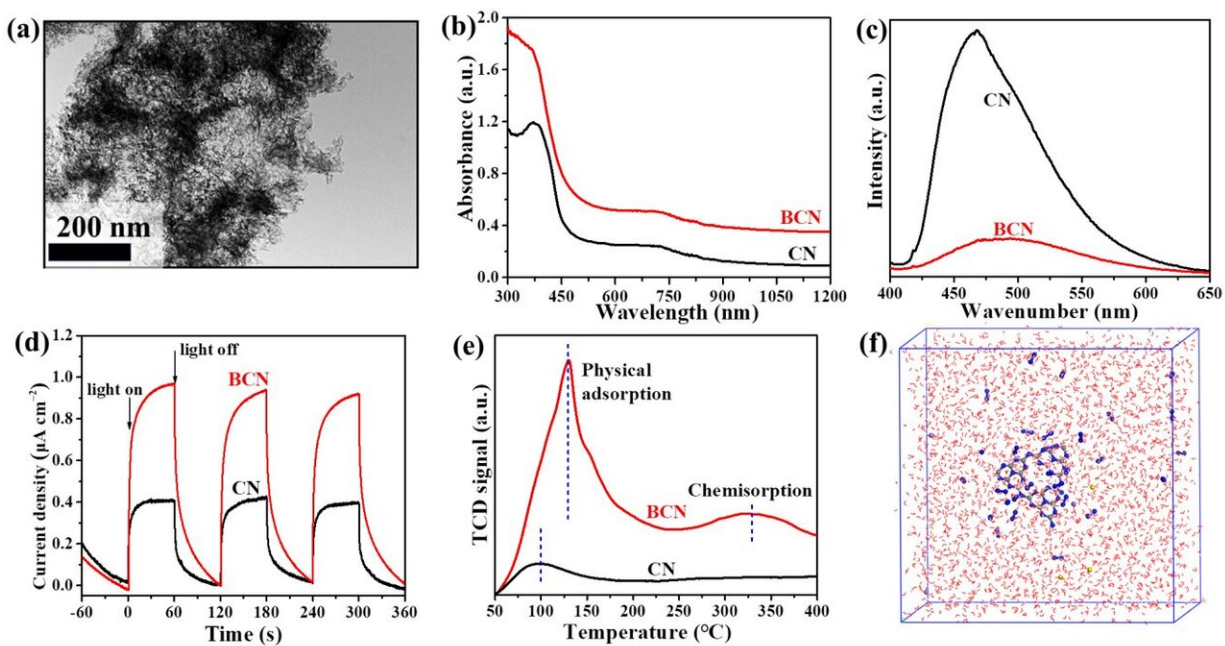 (a)
200 nm
(b)
Absorbance (a.u.)
2.0
1.6
1.2
0.8
0.4
0.0
BCN
CN
300 450 600 750 900 1050 1200
Wavelength (nm)
(c)
Intensity (a.u.)
CN
BCN
400 450 500 550 600 650
Wavenumber (nm)
(d)
Current density (μA cm⁻²)
1.2
1.0
0.8
0.6
0.4
0.2
0.0
light on
light off
BCN
CN
-60 0 60 120 180 240 300 360
Time (s)
(e)
TCD signal (a.u.)
Physical
adsorption
Chemisorption
BCN
CN
50 100 150 200 250 300 350 400
Temperature (°C)
(f)